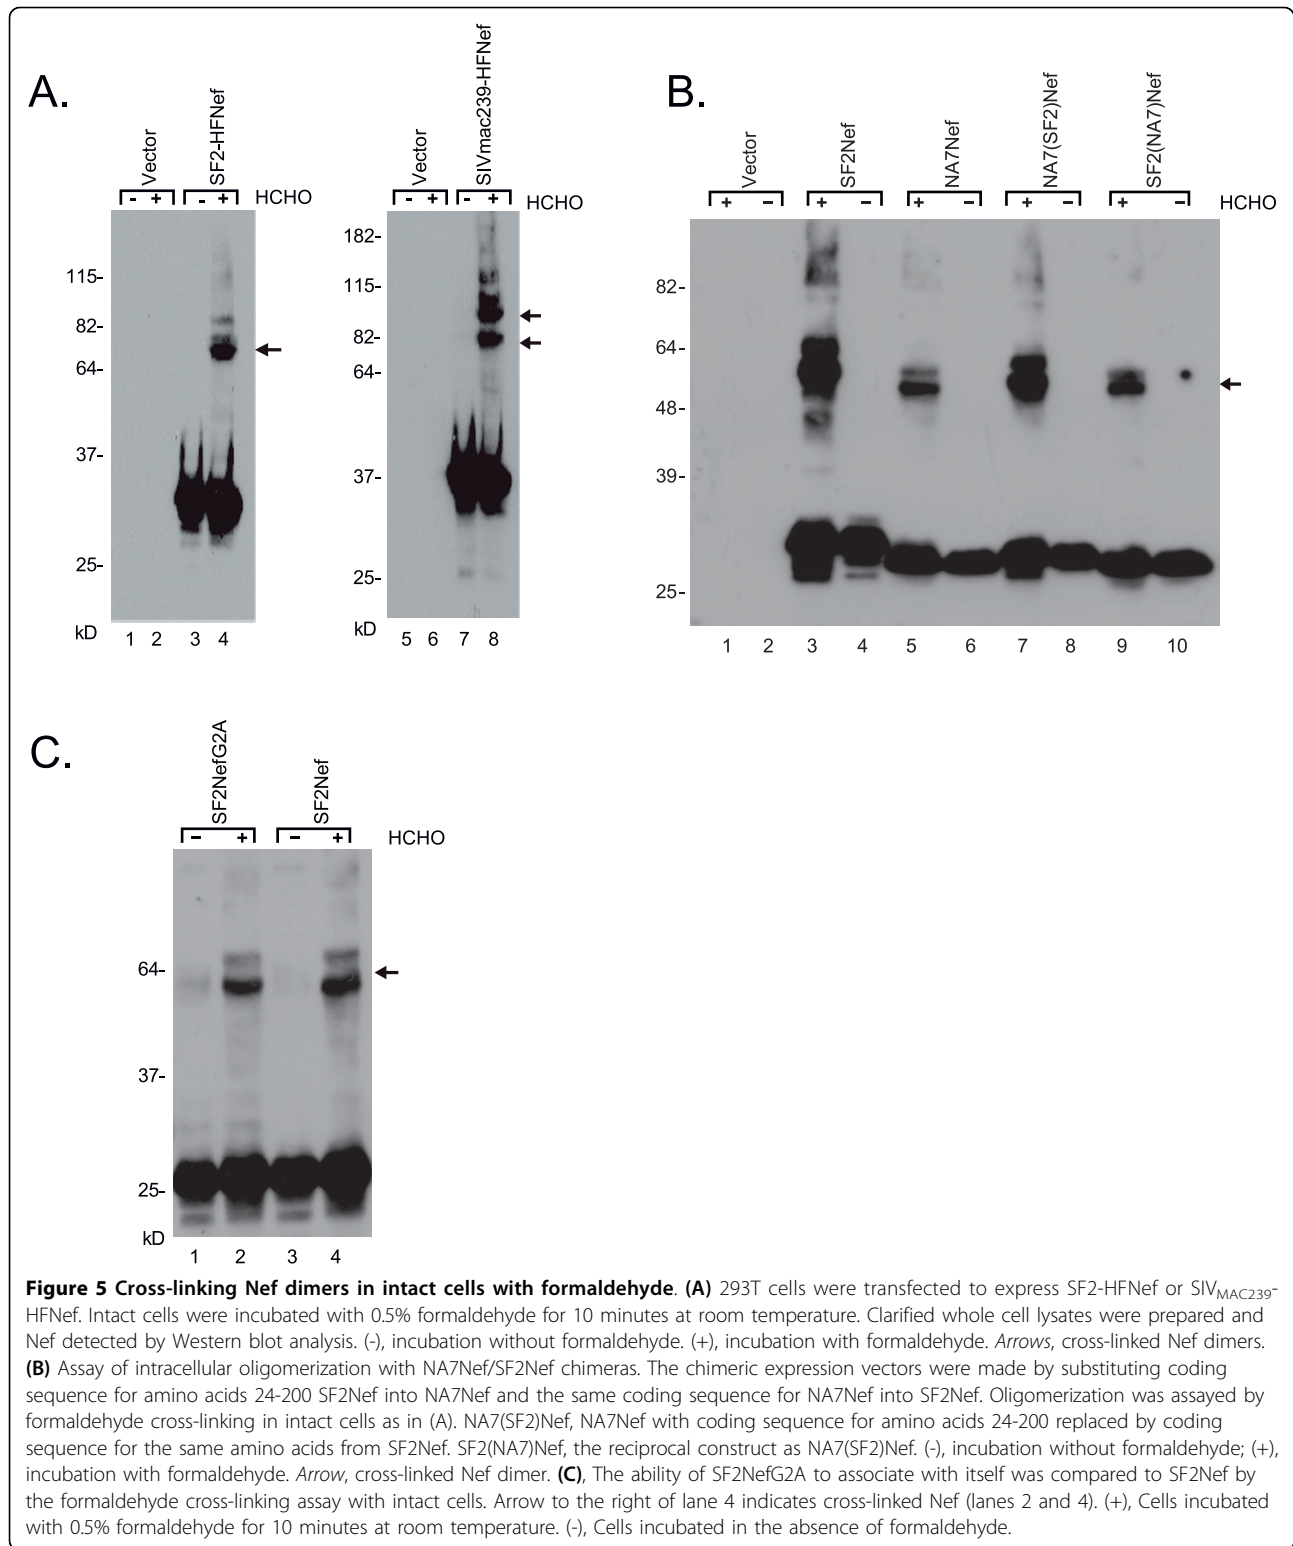 A.
Vector
SF2-HFNef
- + - + HCHO
115-
82-
64-
37-
25-
kD
1 2 3 4
Vector
SIVmac239-HFNef
- + - + HCHO
182-
115-
82-
64-
37-
25-
kD
5 6 7 8
B.
Vector
SF2Nef
NA7Nef
NA7(SF2)Nef
SF2(NA7)Nef
+ − + − + − + − + − HCHO
82-
64-
48-
39-
25-
1 2 3 4 5 6 7 8 9 10
C.
SF2NefG2A
SF2Nef
− + − + HCHO
64-
37-
25-
kD
1 2 3 4
Figure 5 Cross-linking Nef dimers in intact cells with formaldehyde. (A) 293T cells were transfected to express SF2-HFNef or SIVMAC239-
HFNef. Intact cells were incubated with 0.5% formaldehyde for 10 minutes at room temperature. Clarified whole cell lysates were prepared and
Nef detected by Western blot analysis. (-), incubation without formaldehyde. (+), incubation with formaldehyde. Arrows, cross-linked Nef dimers.
(B) Assay of intracellular oligomerization with NA7Nef/SF2Nef chimeras. The chimeric expression vectors were made by substituting coding
sequence for amino acids 24-200 SF2Nef into NA7Nef and the same coding sequence for NA7Nef into SF2Nef. Oligomerization was assayed by
formaldehyde cross-linking in intact cells as in (A). NA7(SF2)Nef, NA7Nef with coding sequence for amino acids 24-200 replaced by coding
sequence for the same amino acids from SF2Nef. SF2(NA7)Nef, the reciprocal construct as NA7(SF2)Nef. (-), incubation without formaldehyde; (+),
incubation with formaldehyde. Arrow, cross-linked Nef dimer. (C), The ability of SF2NefG2A to associate with itself was compared to SF2Nef by
the formaldehyde cross-linking assay with intact cells. Arrow to the right of lane 4 indicates cross-linked Nef (lanes 2 and 4). (+), Cells incubated
with 0.5% formaldehyde for 10 minutes at room temperature. (-), Cells incubated in the absence of formaldehyde.